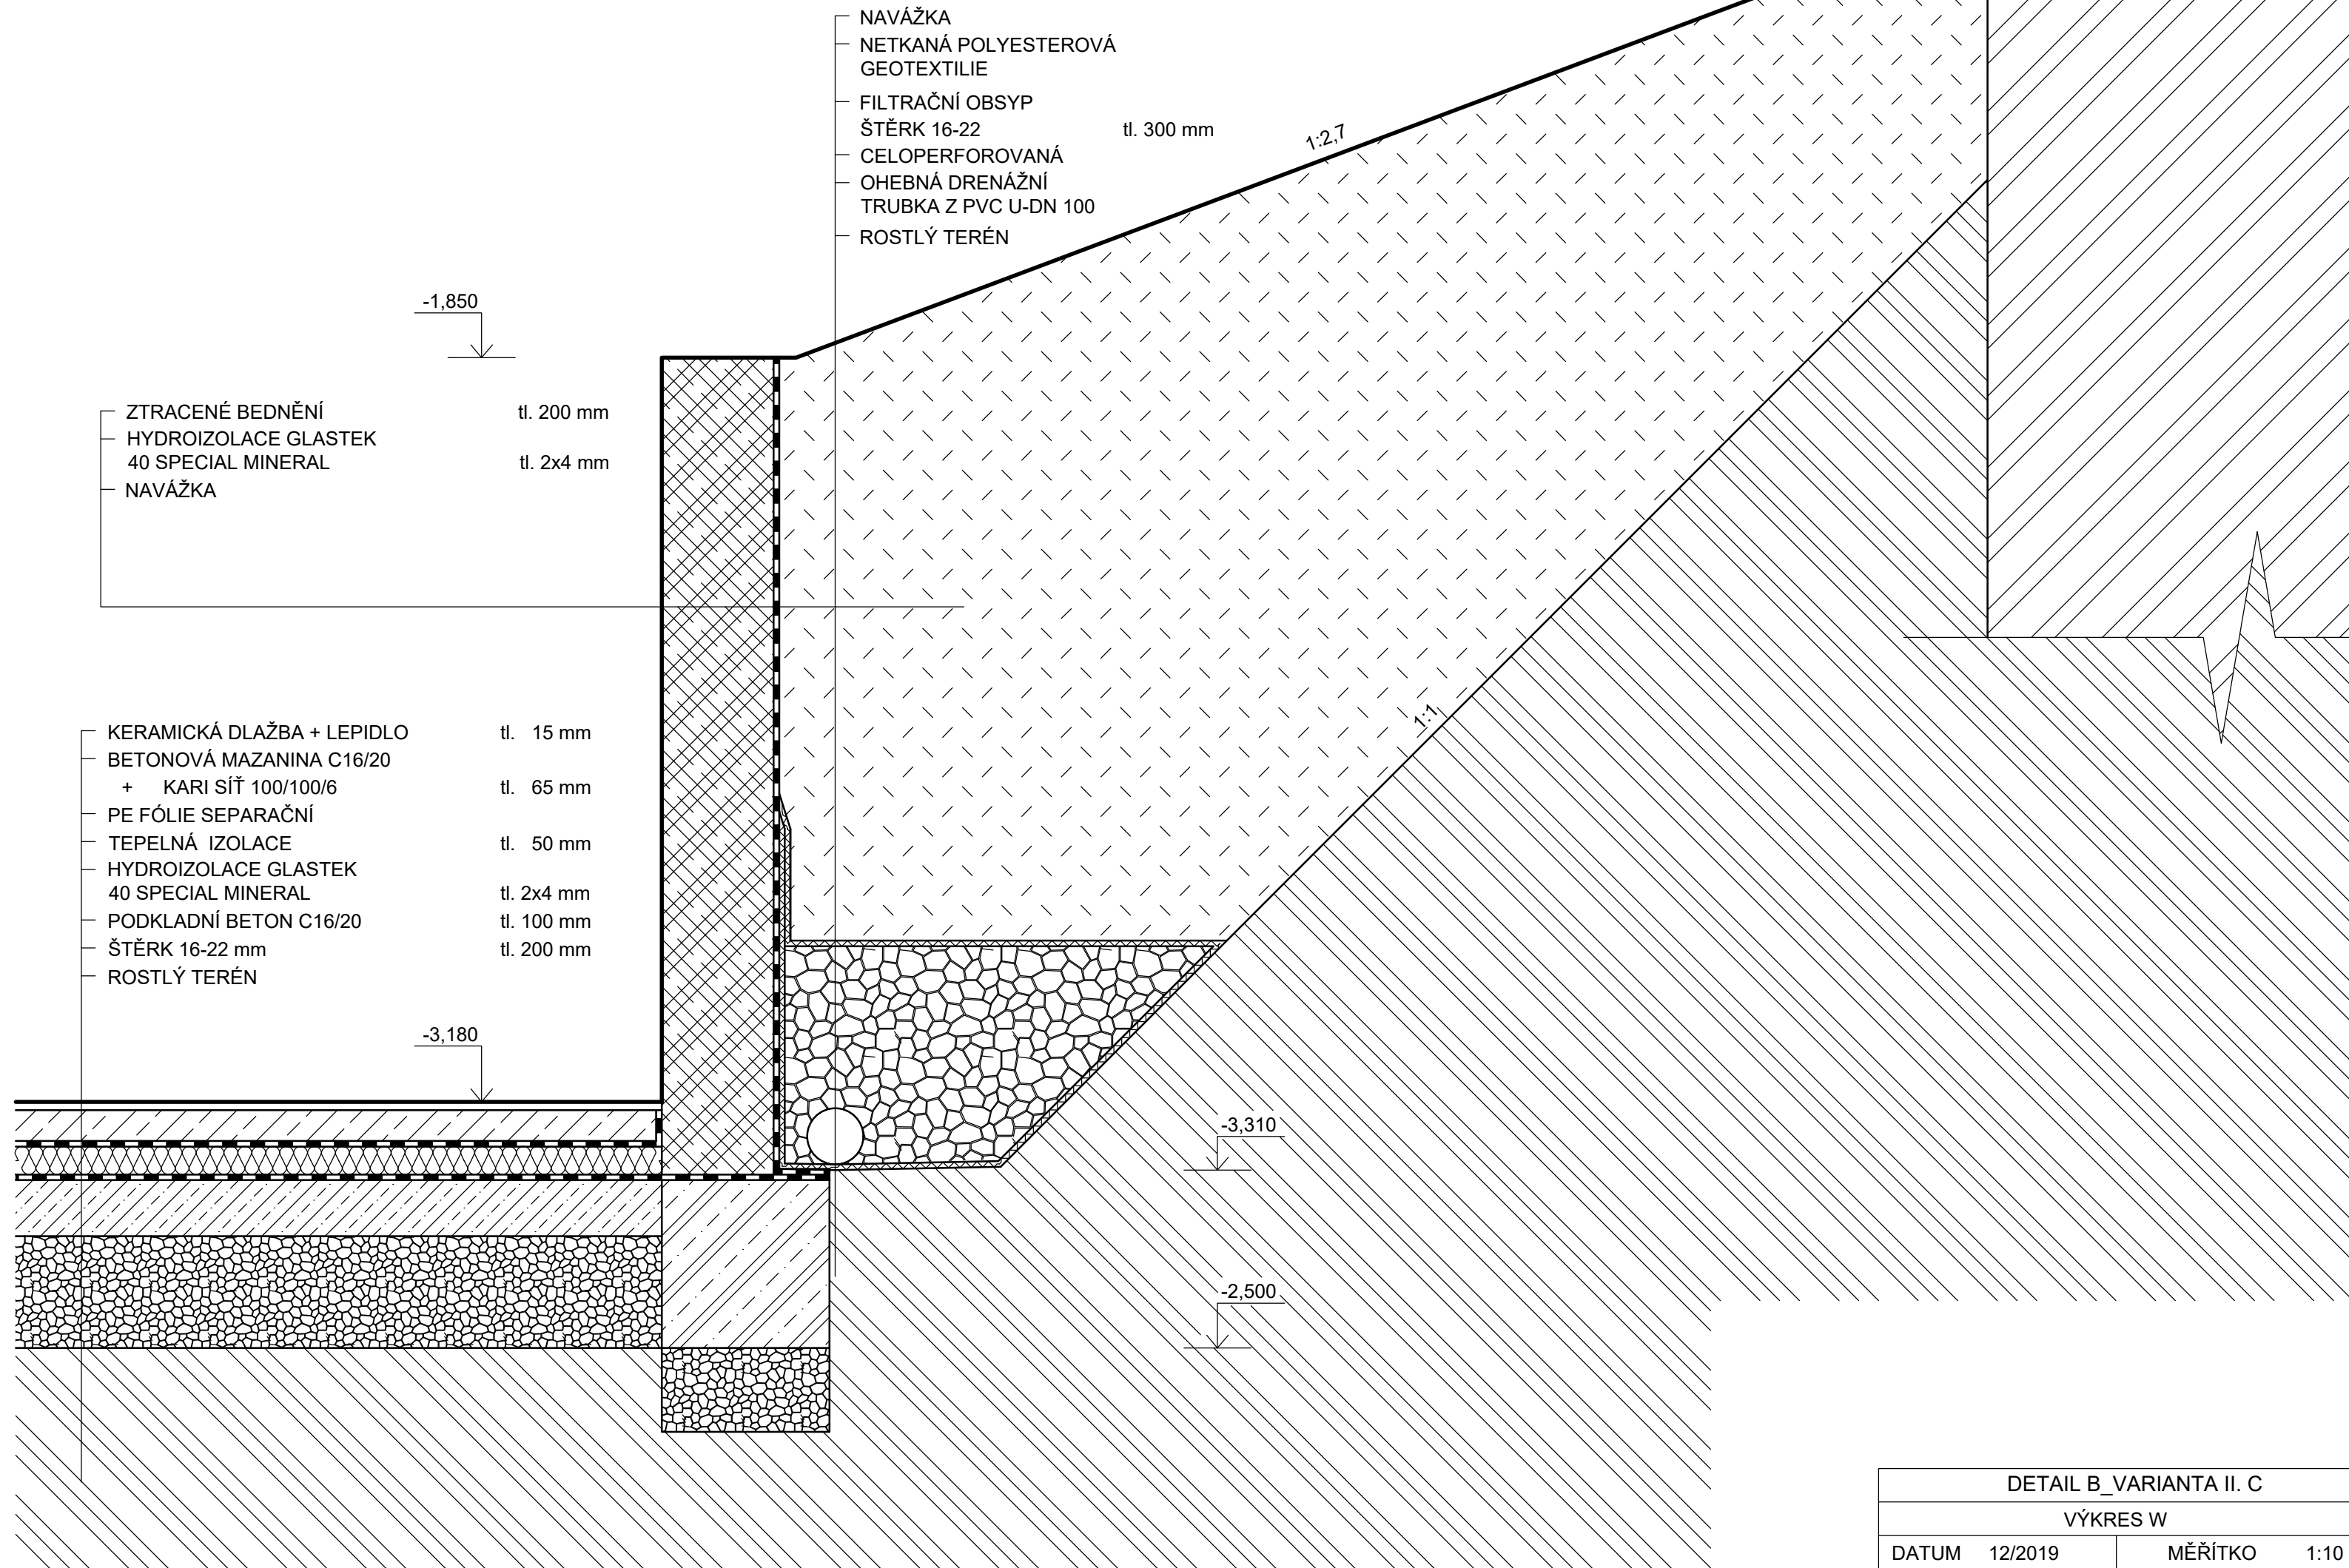 NAVÁŽKA
NETKANÁ POLYESTEROVÁ
GEOTEXTILIE
FILTRAČNÍ OBSYP
ŠTĚRK 16-22 tl. 300 mm
CELOPERFOROVANÁ
OHEBNÁ DRENÁŽNÍ
TRUBKA Z PVC U-DN 100
ROSTLÝ TERÉN
1:2,7
-1,850
ZTRACENÉ BEDNĚNÍ tl. 200 mm
HYDROIZOLACE GLASTEK
40 SPECIAL MINERAL tl. 2x4 mm
NAVÁŽKA
1:1
KERAMICKÁ DLAŽBA + LEPIDLO tl. 15 mm
BETONOVÁ MAZANINA C16/20
+ KARI SÍŤ 100/100/6 tl. 65 mm
PE FÓLIE SEPARAČNÍ
TEPELNÁ IZOLACE tl. 50 mm
HYDROIZOLACE GLASTEK
40 SPECIAL MINERAL tl. 2x4 mm
PODKLADNÍ BETON C16/20 tl. 100 mm
ŠTĚRK 16-22 mm tl. 200 mm
ROSTLÝ TERÉN
-3,180
-3,310
-2,500
DETAIL B_VARIANTA II. C
VÝKRES W
DATUM 12/2019 MĚŘÍTKO 1:10